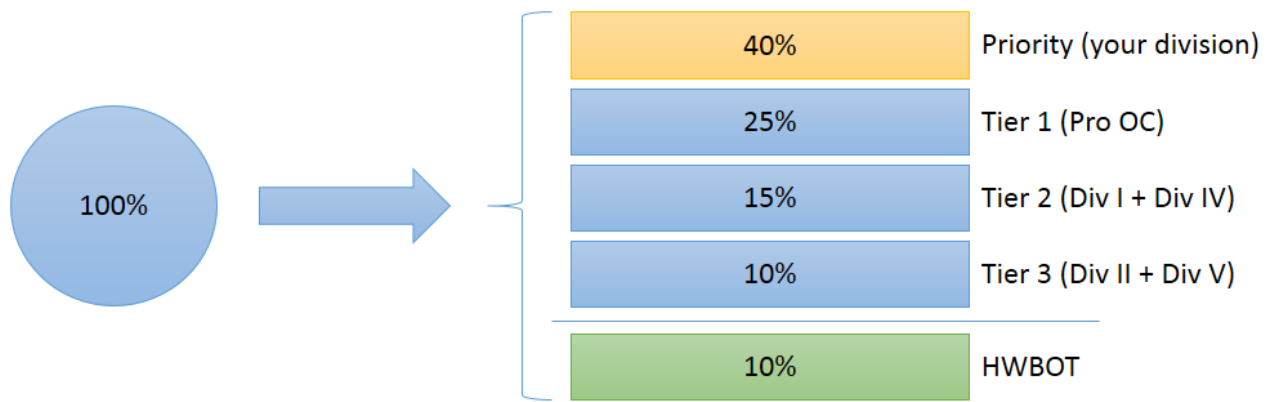 100%
40%
Priority (your division)
25%
Tier 1 (Pro OC)
15%
Tier 2 (Div I + Div IV)
10%
Tier 3 (Div II + Div V)
10%
HWBOT